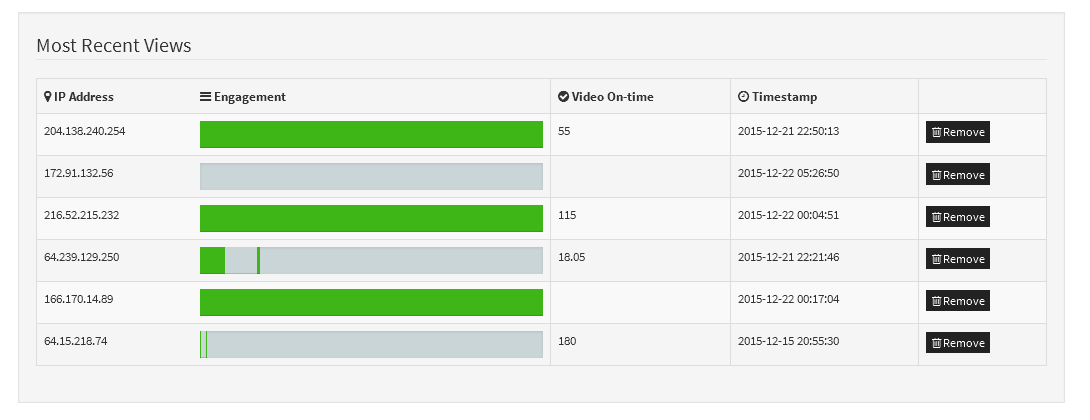 Most Recent Views
IP Address Engagement Video On-time Timestamp
204.138.240.254 55 2015-12-21 22:50:13 Remove
172.91.132.56 2015-12-22 05:26:50 Remove
216.52.215.232 115 2015-12-22 00:04:51 Remove
64.239.129.250 18.05 2015-12-21 22:21:46 Remove
166.170.14.89 2015-12-22 00:17:04 Remove
64.15.218.74 180 2015-12-15 20:55:30 Remove